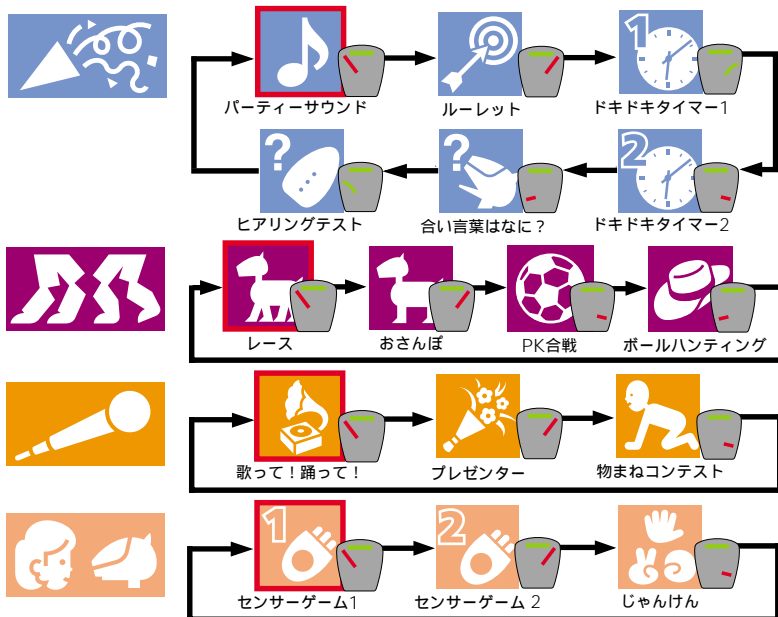 パーティーサウンド
ルーレット
1
ドキドキタイマー1
?
ヒアリングテスト
?
合い言葉はなに？
2
ドキドキタイマー2
レース
おさんぽ
PK合戦
ボールハンティング
歌って！踊って！
プレゼンター
物まねコンテスト
1
センサーゲーム1
2
センサーゲーム 2
じゃんけん